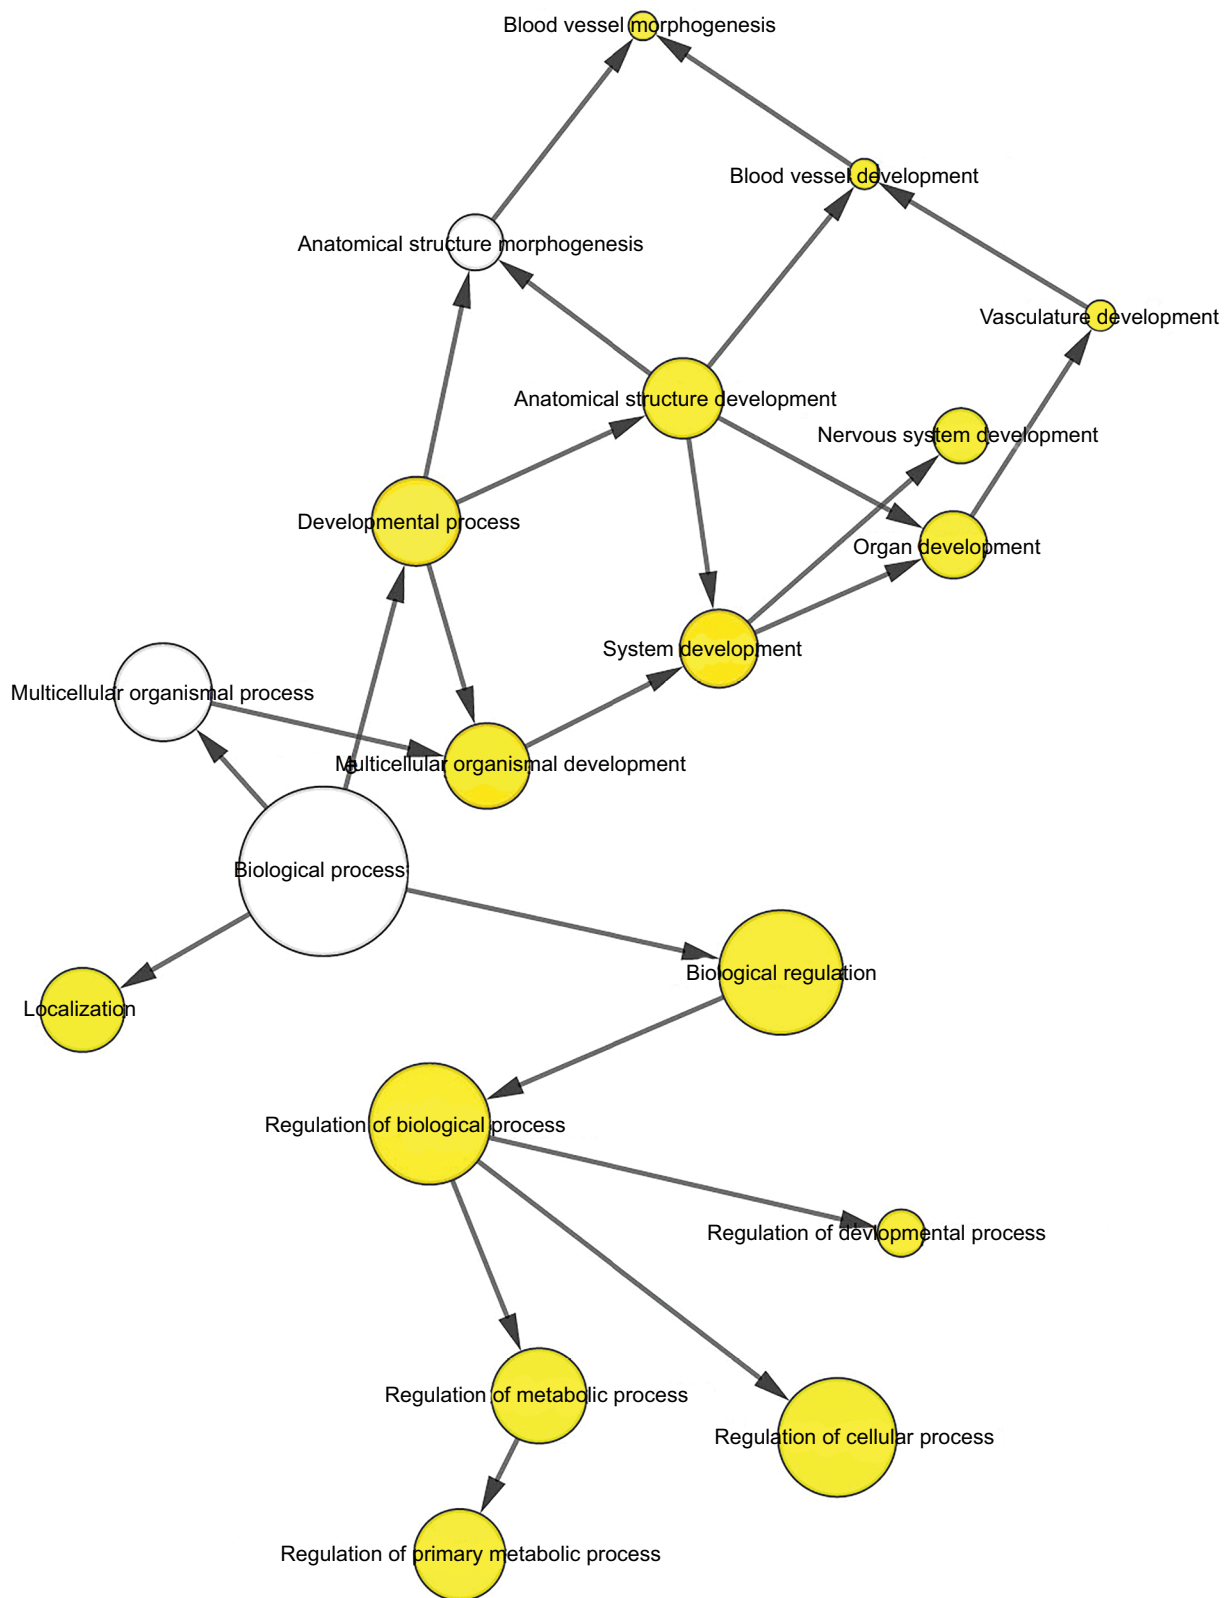 Blood vessel morphogenesis
Blood vessel development
Anatomical structure morphogenesis
Vasculature development
Anatomical structure development
Nervous system development
Developmental process
Organ development
System development
Multicellular organismal process
Multicellular organismal development
Biological process
Biological regulation
Localization
Regulation of biological process
Regulation of devlopmental process
Regulation of metabolic process
Regulation of cellular process
Regulation of primary metabolic process